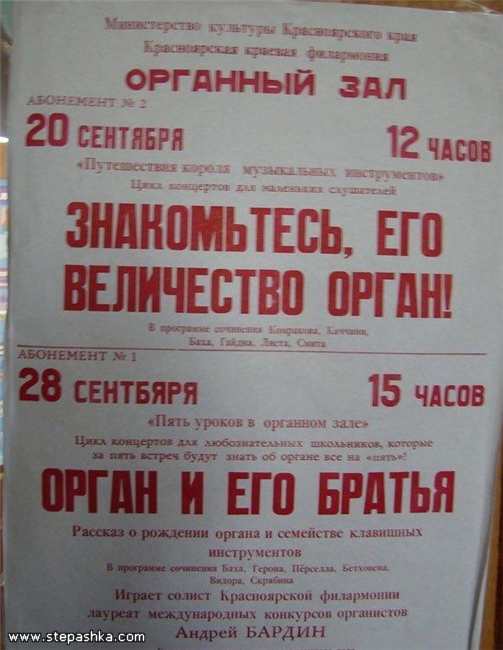 Министерство культуры Красноярского края
Красноярская краевая филармония
ОРГАННЫЙ ЗАЛ
АБОНЕМЕНТ № 2
20 СЕНТЯБРЯ 12 ЧАСОВ
«Путешествия короля музыкальных инструментов»
Цикл концертов для маленьких слушателей
ЗНАКОМЬТЕСЬ, ЕГО
ВЕЛИЧЕСТВО ОРГАН!
В программе сочинения Комракова, Каччини,
Баха, Гайдна, Листа, Смита
АБОНЕМЕНТ № 1
28 СЕНТБЯРЯ 15 ЧАСОВ
«Пять уроков в органном зале»
Цикл концертов для любознательных школьников, которые
за пять встреч будут знать об органе все на «пять»!
ОРГАН И ЕГО БРАТЬЯ
Рассказ о рождении органа и семействе клавишных
инструментов
В программе сочинения Баха, Герона, Пёрселла, Бетховена,
Видора, Скрябина
Играет солист Красноярской филармонии
лауреат международных конкурсов органистов
Андрей БАРДИН
www.stepashka.com